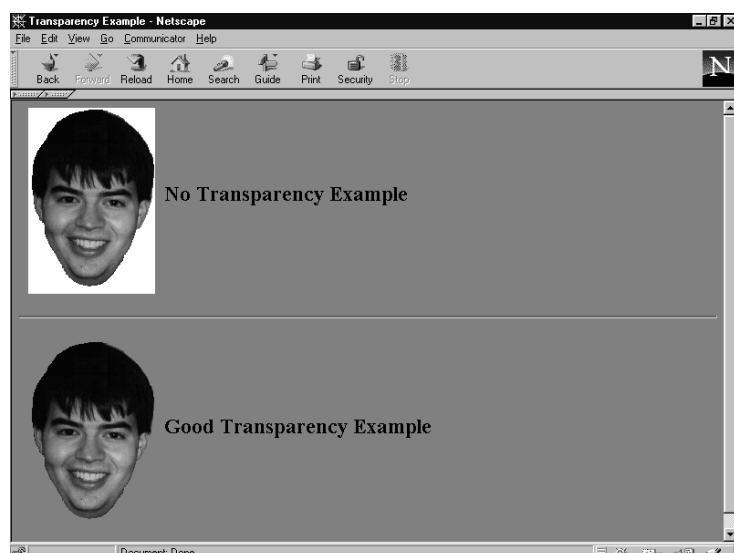 Transparency Example - Netscape
File Edit View Go Communicator Help
Back Forward Reload Home Search Guide Print Security Stop
N
No Transparency Example
Good Transparency Example
Document: Done